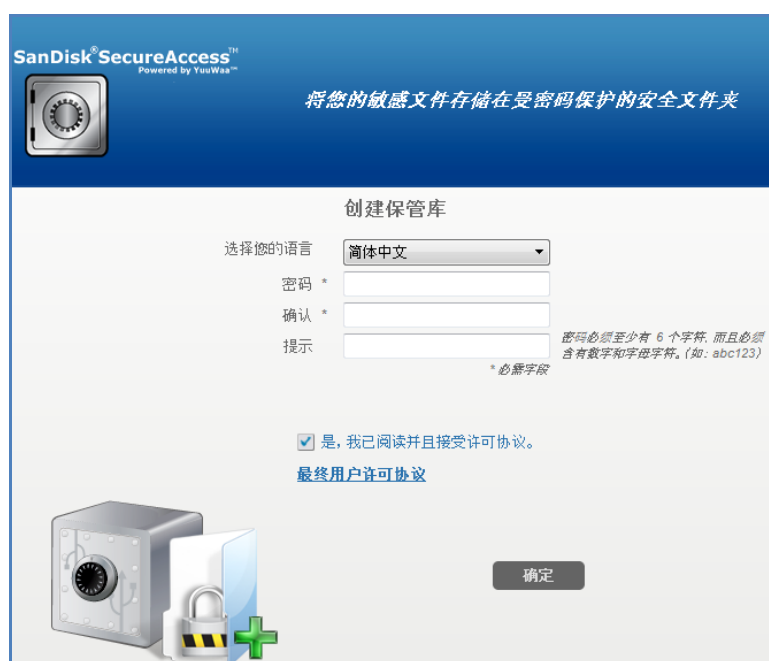 SanDisk®SecureAccess™
Powered by YuuWaa™
将您的敏感文件存储在受密码保护的安全文件夹
创建保管库
选择您的语言 简体中文
密码 *
确认 *
提示
密码必须至少有 6 个字符, 而且必须
含有数字和字母字符。(如: abc123)
* 必需字段
是, 我已阅读并且接受许可协议。
最终用户许可协议
确定